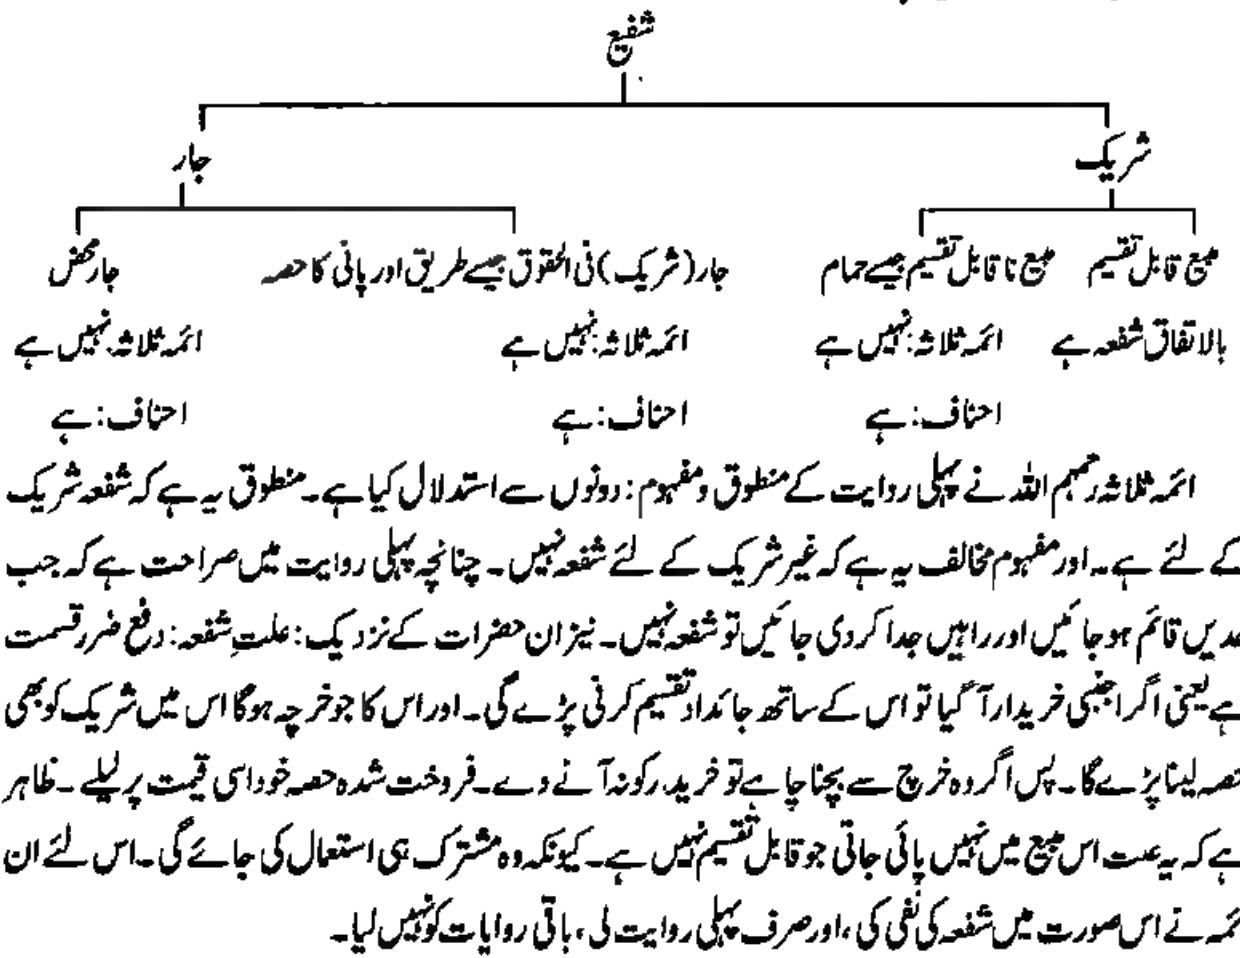 شفیع
شریک جار
مبیع قابل تقسیم مبیع نا قابل تقسیم جیسے حمام جار(شریک) فی الحقوق جیسے طریق اور پانی کا حصہ جار محض
بالاتفاق شفعہ ہے ائمہ ثلاثہ: نہیں ہے ائمہ ثلاثہ: نہیں ہے ائمہ ثلاثہ: نہیں ہے
احناف: ہے احناف: ہے احناف: ہے
ائمہ ثلاثہ رحمہم اللہ نے پہلی روایت کے منطوق ومفہوم: دونوں سے استدلال کیا ہے۔ منطوق یہ ہے کہ شفعہ شریک
کے لئے ہے۔ اور مفہوم مخالف یہ ہے کہ غیر شریک کے لئے شفعہ نہیں۔ چنانچہ پہلی روایت میں صراحت ہے کہ جب
حدیں قائم ہوجائیں اور راہیں جدا کردی جائیں تو شفعہ نہیں۔ نیز ان حضرات کے نزدیک: علتِ شفعہ: دفع ضرر قسمت
ہے یعنی اگر اجنبی خریدار آ گیا تو اس کے ساتھ جائداد تقسیم کرنی پڑے گی۔ اور اس کا جو خرچہ ہوگا اس میں شریک کو بھی
حصہ لینا پڑے گا۔ پس اگر وہ خرچ سے بچنا چاہے تو خریدر کو نہ آنے دے۔ فروخت شدہ حصہ خود اسی قیمت پر لیلے۔ ظاہر
ہے کہ یہ علت اس مبیع میں نہیں پائی جاتی جو قابل تقسیم نہیں ہے۔ کیونکہ وہ مشترک ہی استعمال کی جائے گی۔ اس لئے ان
ائمہ نے اس صورت میں شفعہ کی نفی کی، اور صرف پہلی روایت لی، باقی روایات کو نہیں لیا۔